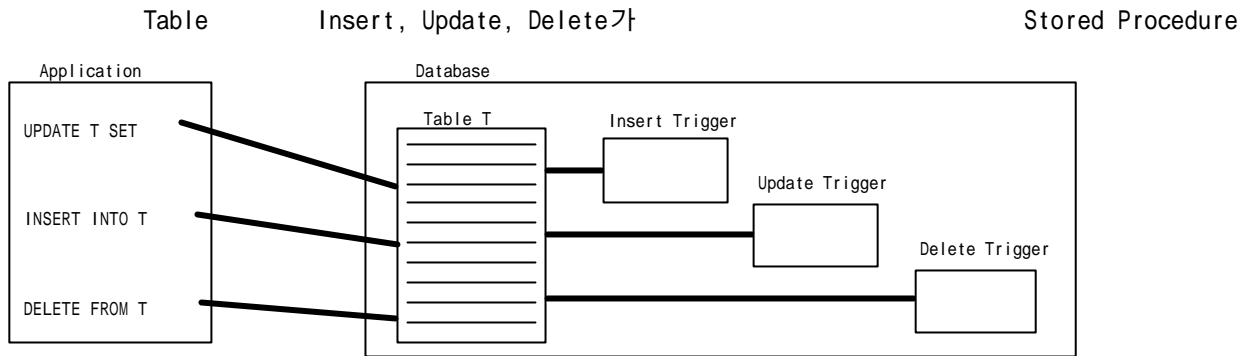 Table Insert, Update, Delete가 Stored Procedure
Application
Database
UPDATE T SET
INSERT INTO T
DELETE FROM T
Table T
Insert Trigger
Update Trigger
Delete Trigger